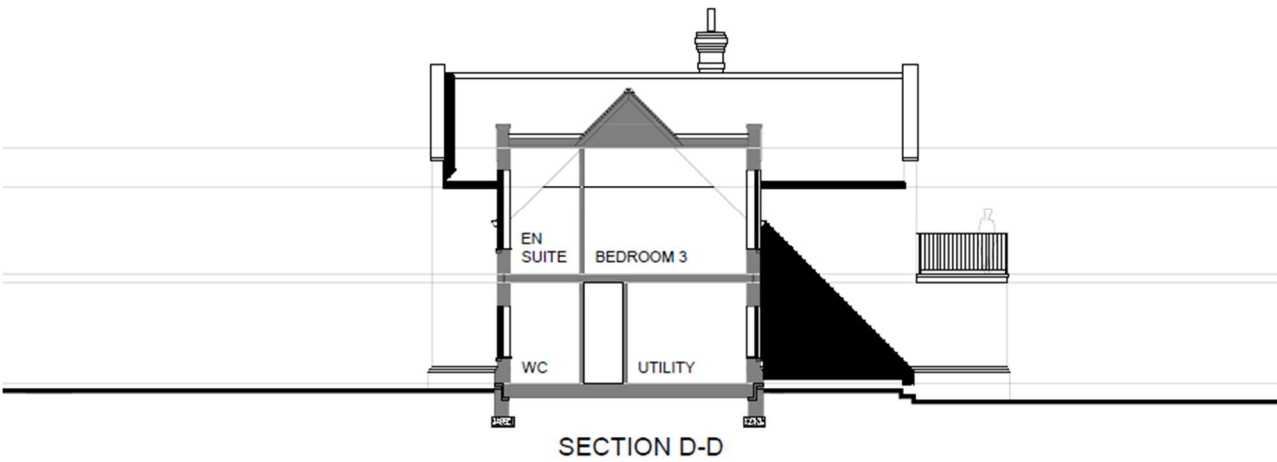 EN
SUITE
BEDROOM 3
WC
UTILITY
SECTION D-D